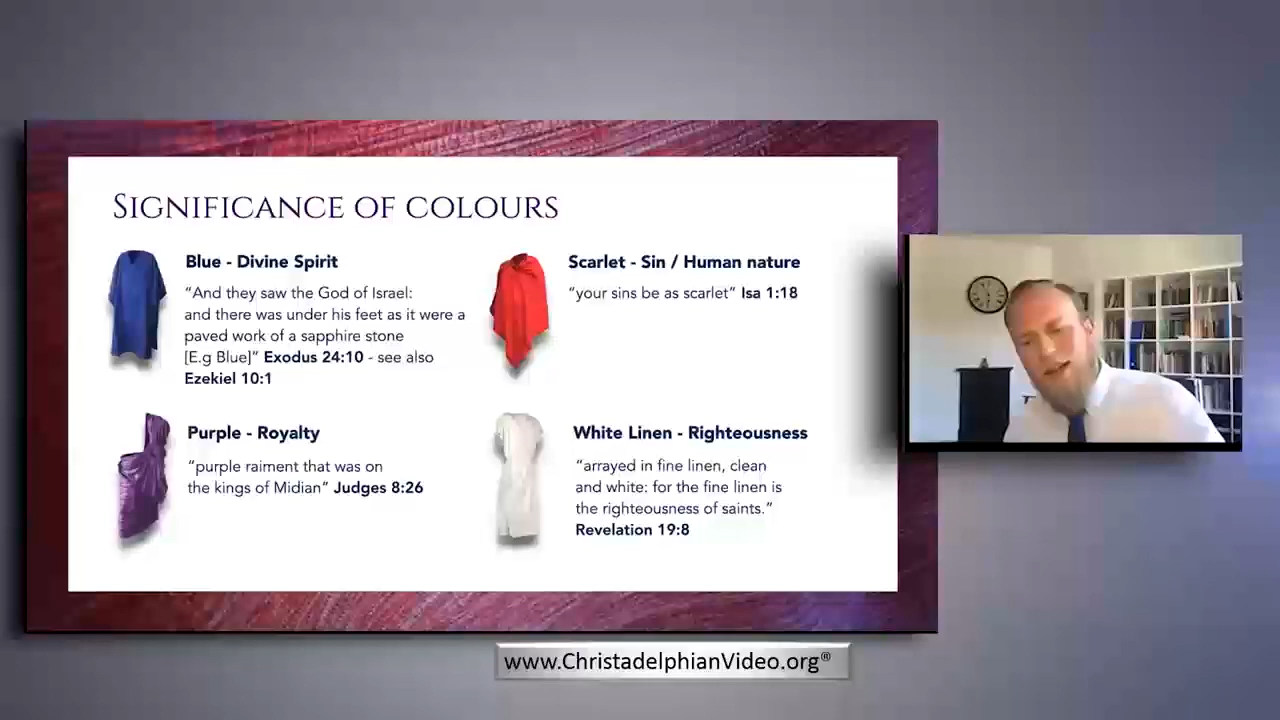 SIGNIFICANCE OF COLOURS
Blue - Divine Spirit
“And they saw the God of Israel:
and there was under his feet as it were a
paved work of a sapphire stone
[E.g Blue]” Exodus 24:10 - see also
Ezekiel 10:1
Scarlet - Sin / Human nature
“your sins be as scarlet” Isa 1:18
Purple - Royalty
“purple raiment that was on
the kings of Midian” Judges 8:26
White Linen - Righteousness
“arrayed in fine linen, clean
and white: for the fine linen is
the righteousness of saints.”
Revelation 19:8
www.ChristadelphianVideo.org®